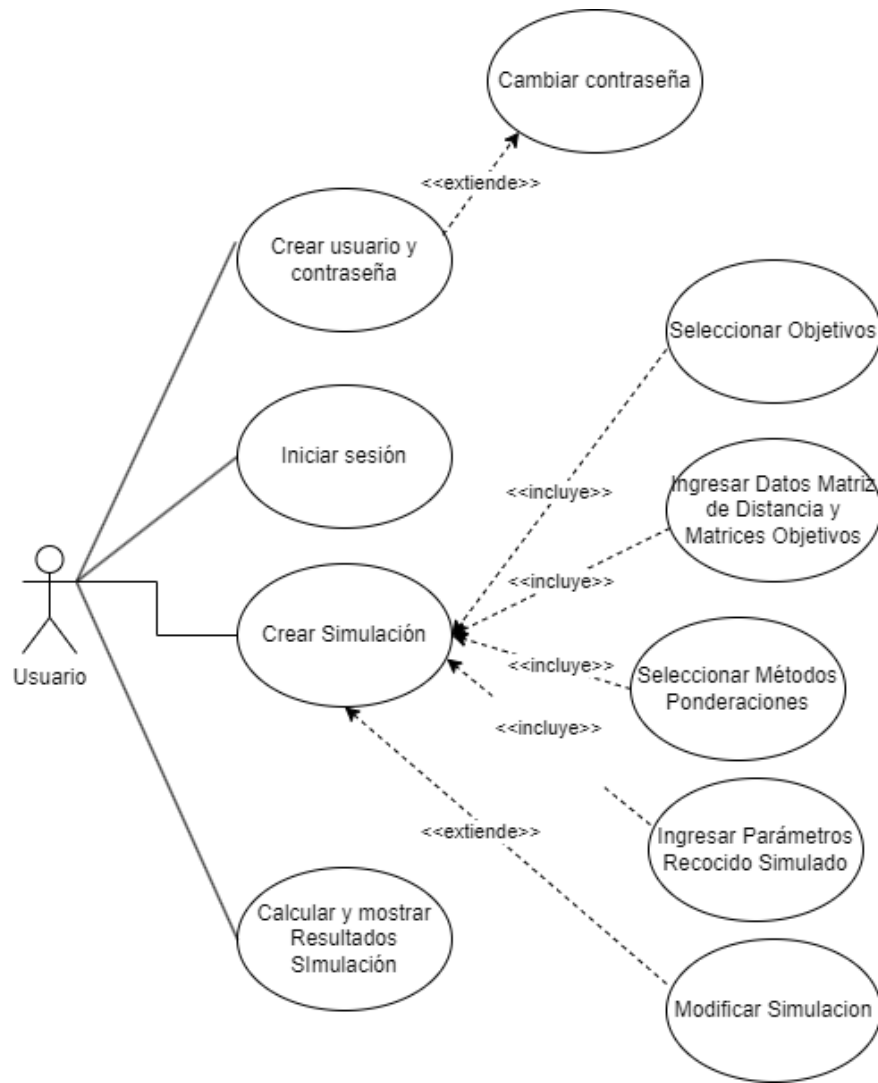 Cambiar contraseña
<<extiende>>
Crear usuario y
contraseña
Seleccionar Objetivos
Iniciar sesión
<<incluye>>
Ingresar Datos Matriz
de Distancia y
Matrices Objetivos
<<incluye>>
Crear Simulación
Usuario
<<incluye>>
Seleccionar Métodos
Ponderaciones
<<incluye>>
<<extiende>>
Ingresar Parámetros
Recocido Simulado
Calcular y mostrar
Resultados
SImulación
Modificar Simulacion